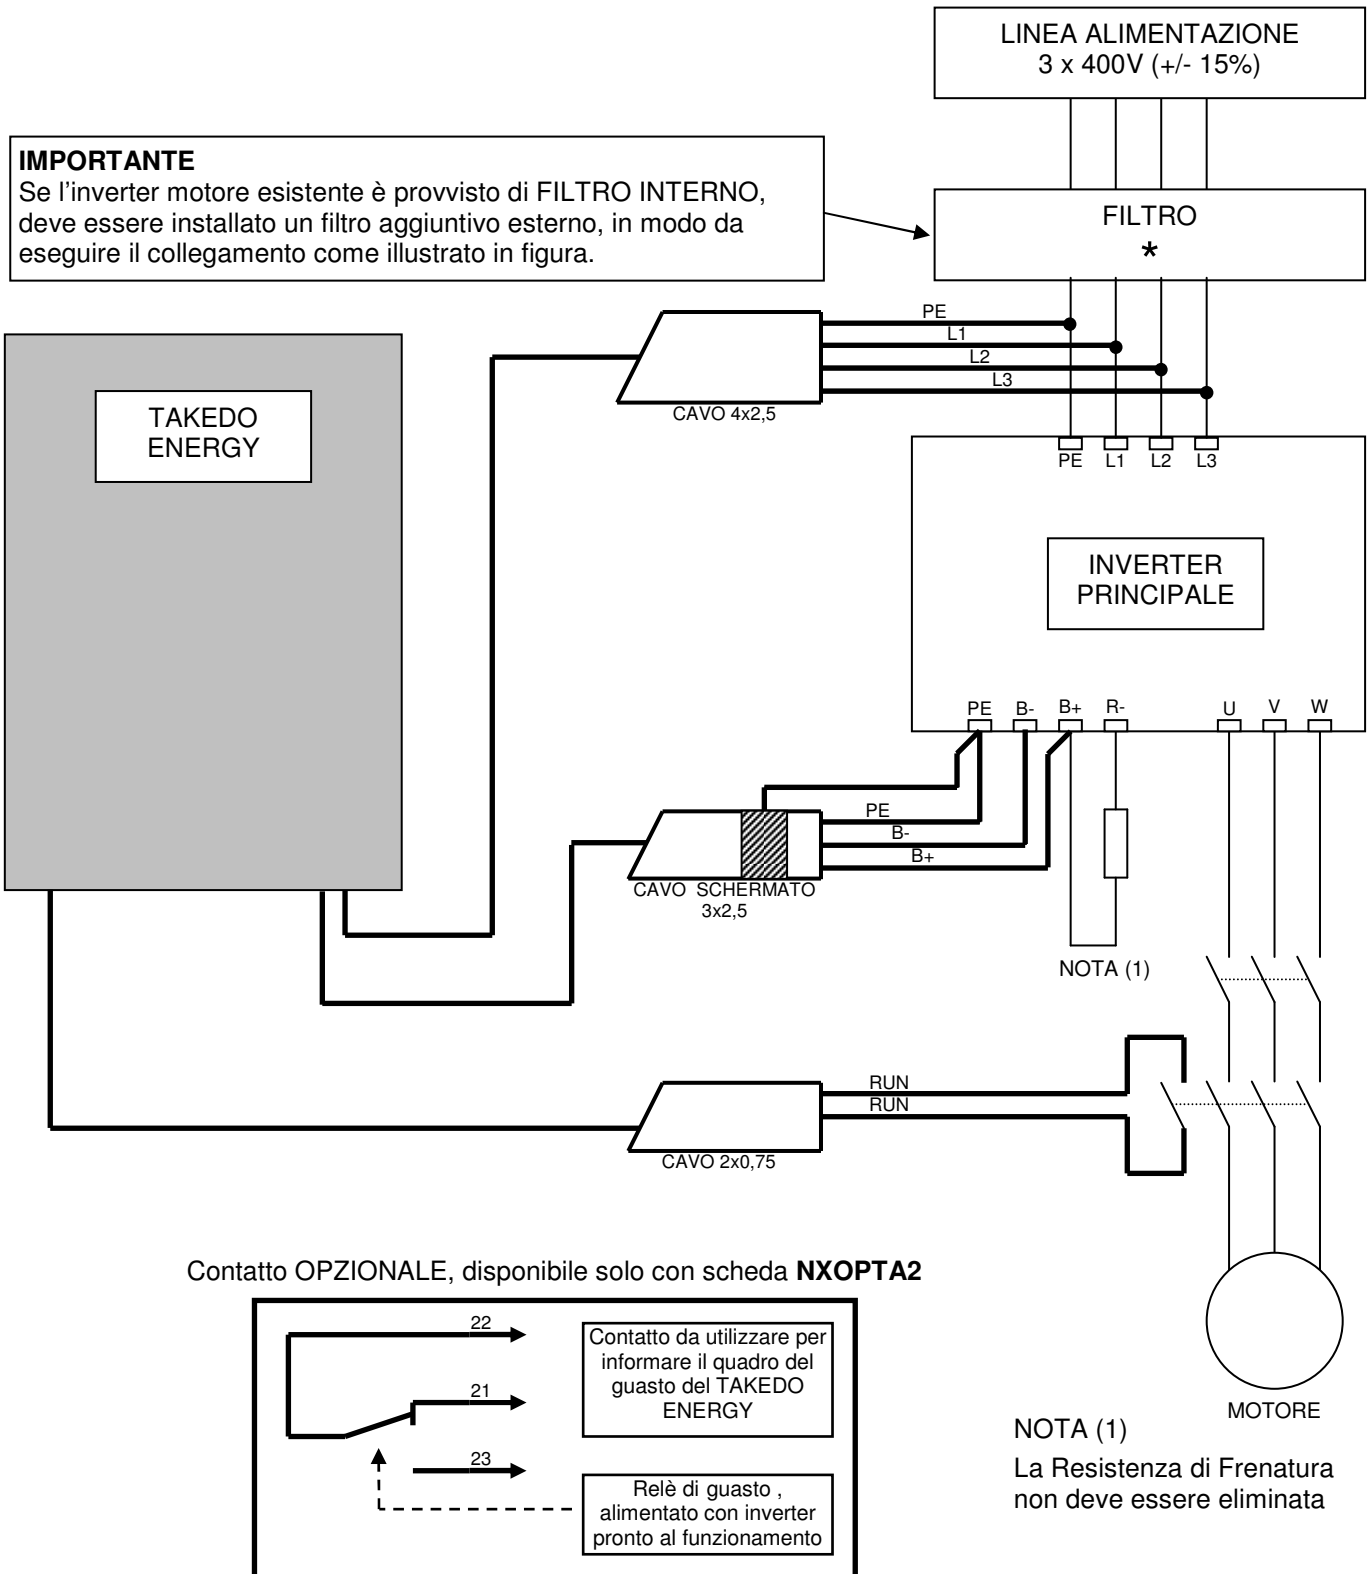 LINEA ALIMENTAZIONE
3 x 400V (+/- 15%)
IMPORTANTE
Se l'inverter motore esistente è provvisto di FILTRO INTERNO,
deve essere installato un filtro aggiuntivo esterno, in modo da
eseguire il collegamento come illustrato in figura.
FILTRO
*
PE
L1
L2
L3
CAVO 4x2,5
TAKEDO
ENERGY
PE L1 L2 L3
INVERTER
PRINCIPALE
PE B- B+ R- U V W
PE
B-
B+
CAVO SCHERMATO
3x2,5
NOTA (1)
RUN
RUN
CAVO 2x0,75
Contatto OPZIONALE, disponibile solo con scheda NXOPTA2
22
21
23
Contatto da utilizzare per
informare il quadro del
guasto del TAKEDO
ENERGY
Relè di guasto ,
alimentato con inverter
pronto al funzionamento
MOTORE
NOTA (1)
La Resistenza di Frenatura
non deve essere eliminata